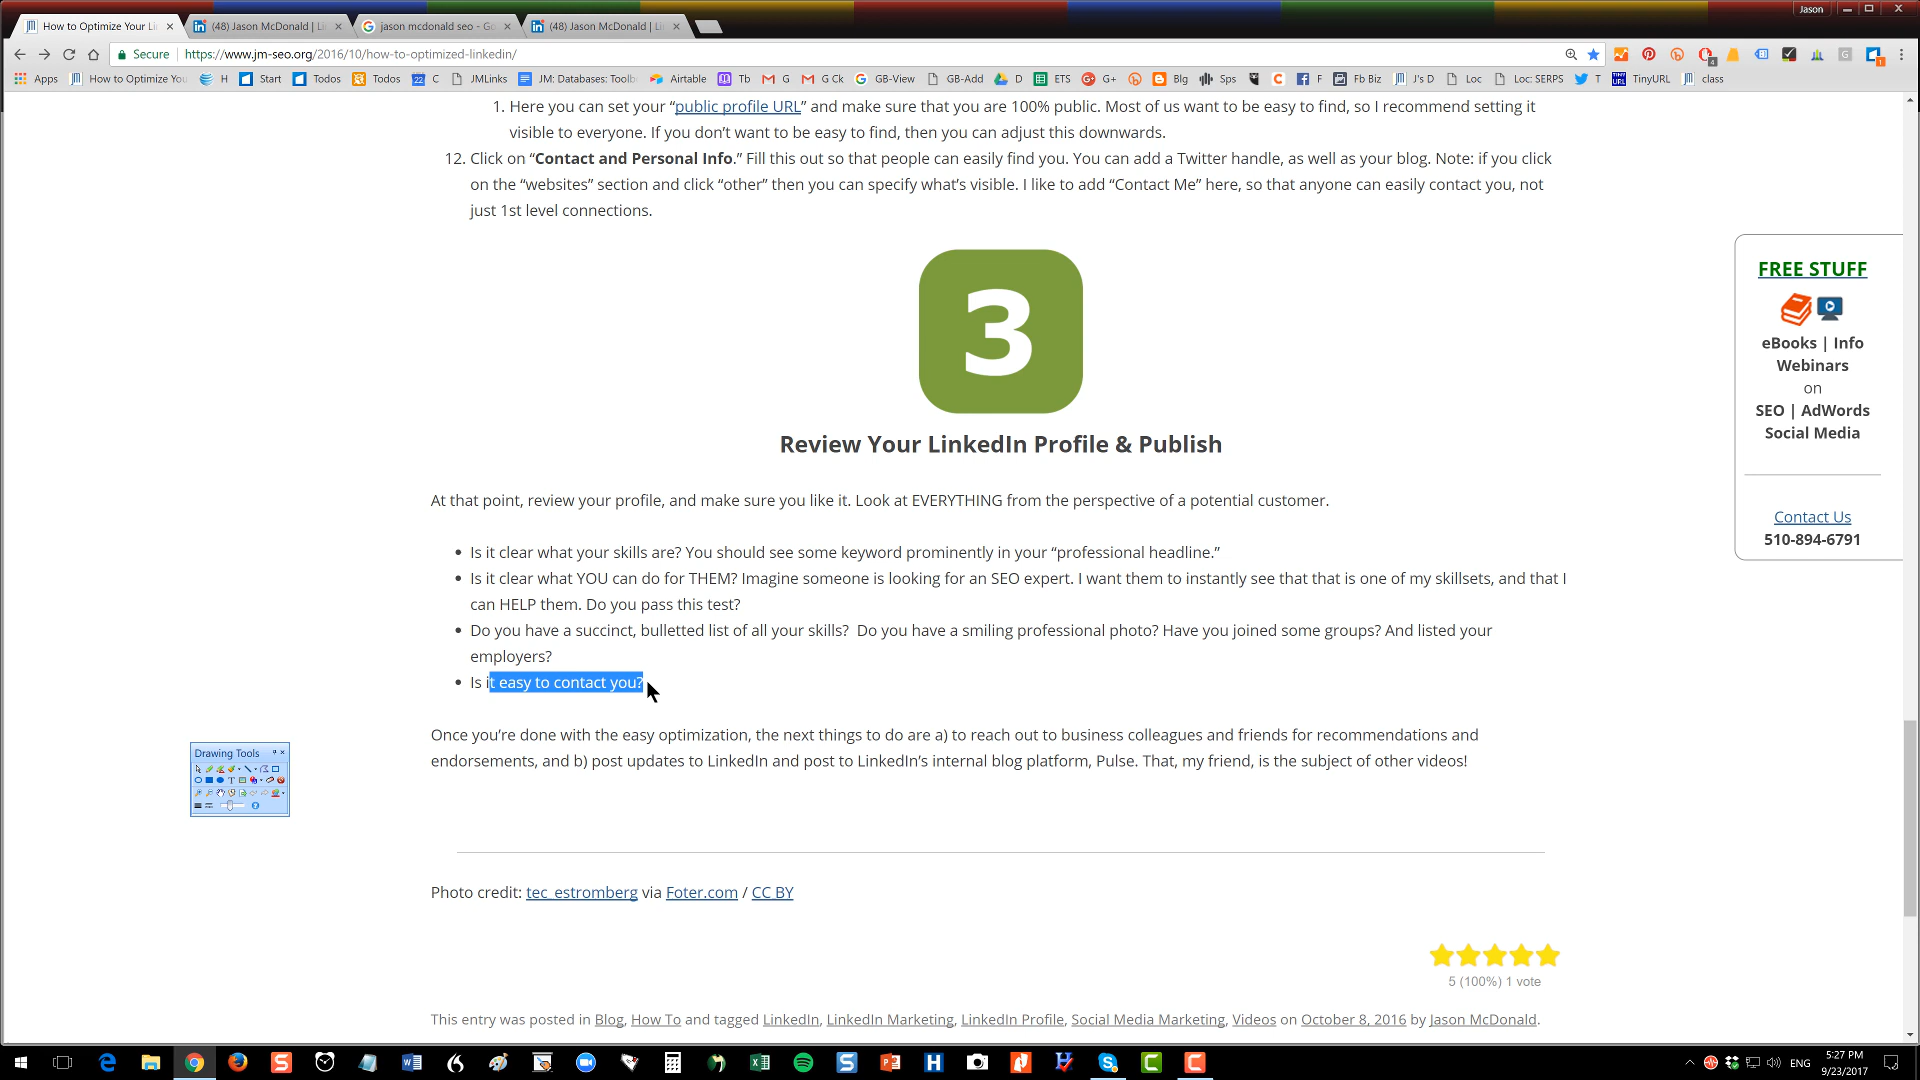 Jason
How to Optimize Your Li
(48) Jason McDonald | Li
jason mcdonald seo - Go
(48) Jason McDonald | Li
Secure
https://www.jm-seo.org/2016/10/how-to-optimized-linkedin/
Apps
How to Optimize You
H
Start
Todos
Todos
C
JMLinks
JM: Databases: Toolb
Airtable
Tb
G
G Ck
GB-View
GB-Add
D
ETS
G+
Blg
Sps
F
Fb Biz
J's D
Loc
Loc: SERPS
T
TinyURL
class
1. Here you can set your “public profile URL” and make sure that you are 100% public. Most of us want to be easy to find, so I recommend setting it
visible to everyone. If you don’t want to be easy to find, then you can adjust this downwards.
12. Click on “Contact and Personal Info.” Fill this out so that people can easily find you. You can add a Twitter handle, as well as your blog. Note: if you click
on the “websites” section and click “other” then you can specify what’s visible. I like to add “Contact Me” here, so that anyone can easily contact you, not
just 1st level connections.
3
Review Your LinkedIn Profile & Publish
At that point, review your profile, and make sure you like it. Look at EVERYTHING from the perspective of a potential customer.
• Is it clear what your skills are? You should see some keyword prominently in your “professional headline.”
• Is it clear what YOU can do for THEM? Imagine someone is looking for an SEO expert. I want them to instantly see that that is one of my skillsets, and that I
can HELP them. Do you pass this test?
• Do you have a succinct, bulletted list of all your skills?  Do you have a smiling professional photo? Have you joined some groups? And listed your
employers?
• Is it easy to contact you?
Once you’re done with the easy optimization, the next things to do are a) to reach out to business colleagues and friends for recommendations and
endorsements, and b) post updates to LinkedIn and post to LinkedIn’s internal blog platform, Pulse. That, my friend, is the subject of other videos!
Photo credit: tec_estromberg via Foter.com / CC BY
5 (100%) 1 vote
This entry was posted in Blog, How To and tagged LinkedIn, LinkedIn Marketing, LinkedIn Profile, Social Media Marketing, Videos on October 8, 2016 by Jason McDonald.
FREE STUFF
eBooks | Info
Webinars
on
SEO | AdWords
Social Media
Contact Us
510-894-6791
Drawing Tools
ENG
5:27 PM
9/23/2017